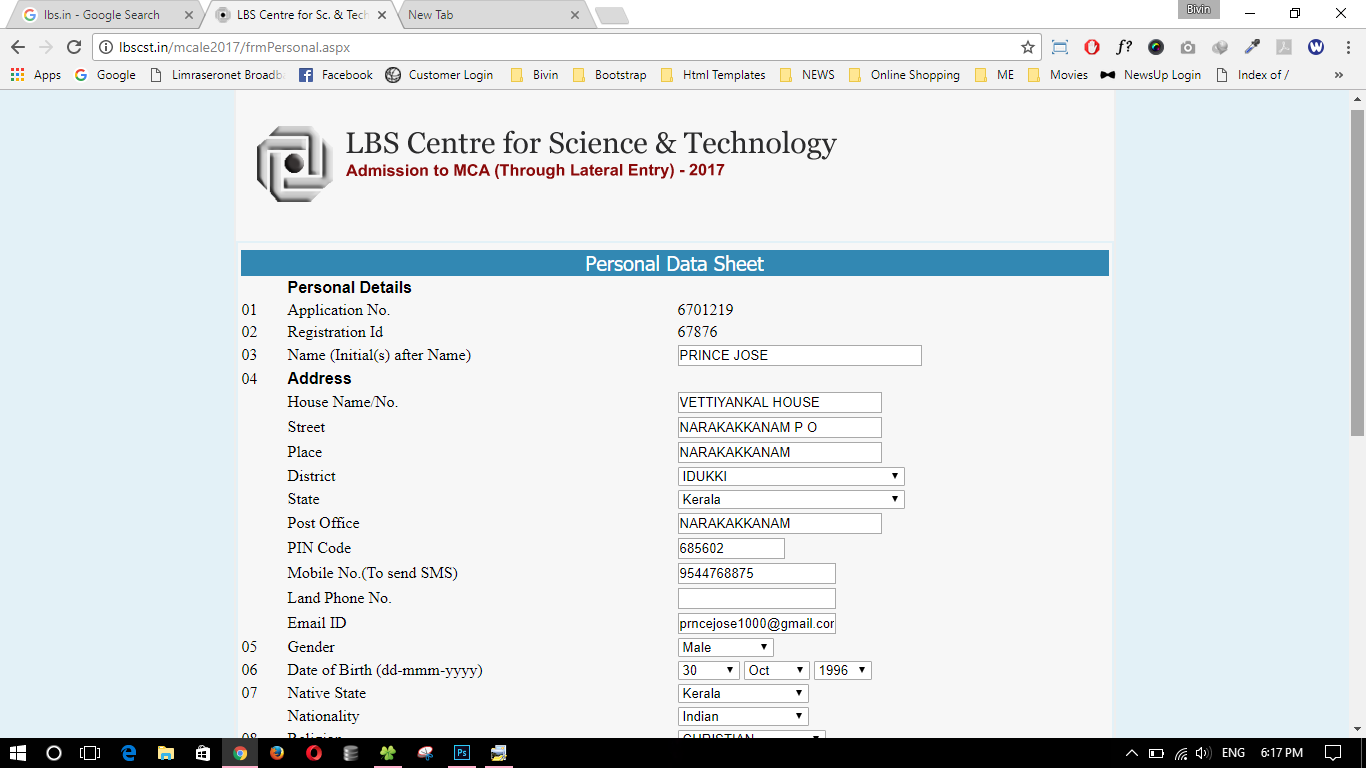 lbs.in - Google Search
LBS Centre for Sc. & Tech
New Tab
Bivin
lbscst.in/mcale2017/frmPersonal.aspx
f?
Apps Google Limraseronet Broadb Facebook Customer Login Bivin Bootstrap Html Templates NEWS Online Shopping ME Movies NewsUp Login Index of / »
LBS Centre for Science & Technology
Admission to MCA (Through Lateral Entry) - 2017
Personal Data Sheet
Personal Details
01 Application No. 6701219
02 Registration Id 67876
03 Name (Initial(s) after Name) PRINCE JOSE
04 Address
House Name/No. VETTIYANKAL HOUSE
Street NARAKAKKANAM P O
Place NARAKAKKANAM
District IDUKKI
State Kerala
Post Office NARAKAKKANAM
PIN Code 685602
Mobile No.(To send SMS) 9544768875
Land Phone No.
Email ID prncejose1000@gmail.cor
05 Gender Male
06 Date of Birth (dd-mmm-yyyy) 30 Oct 1996
07 Native State Kerala
Nationality Indian
08 Religion CHRISTIAN
Ps
ENG 6:17 PM